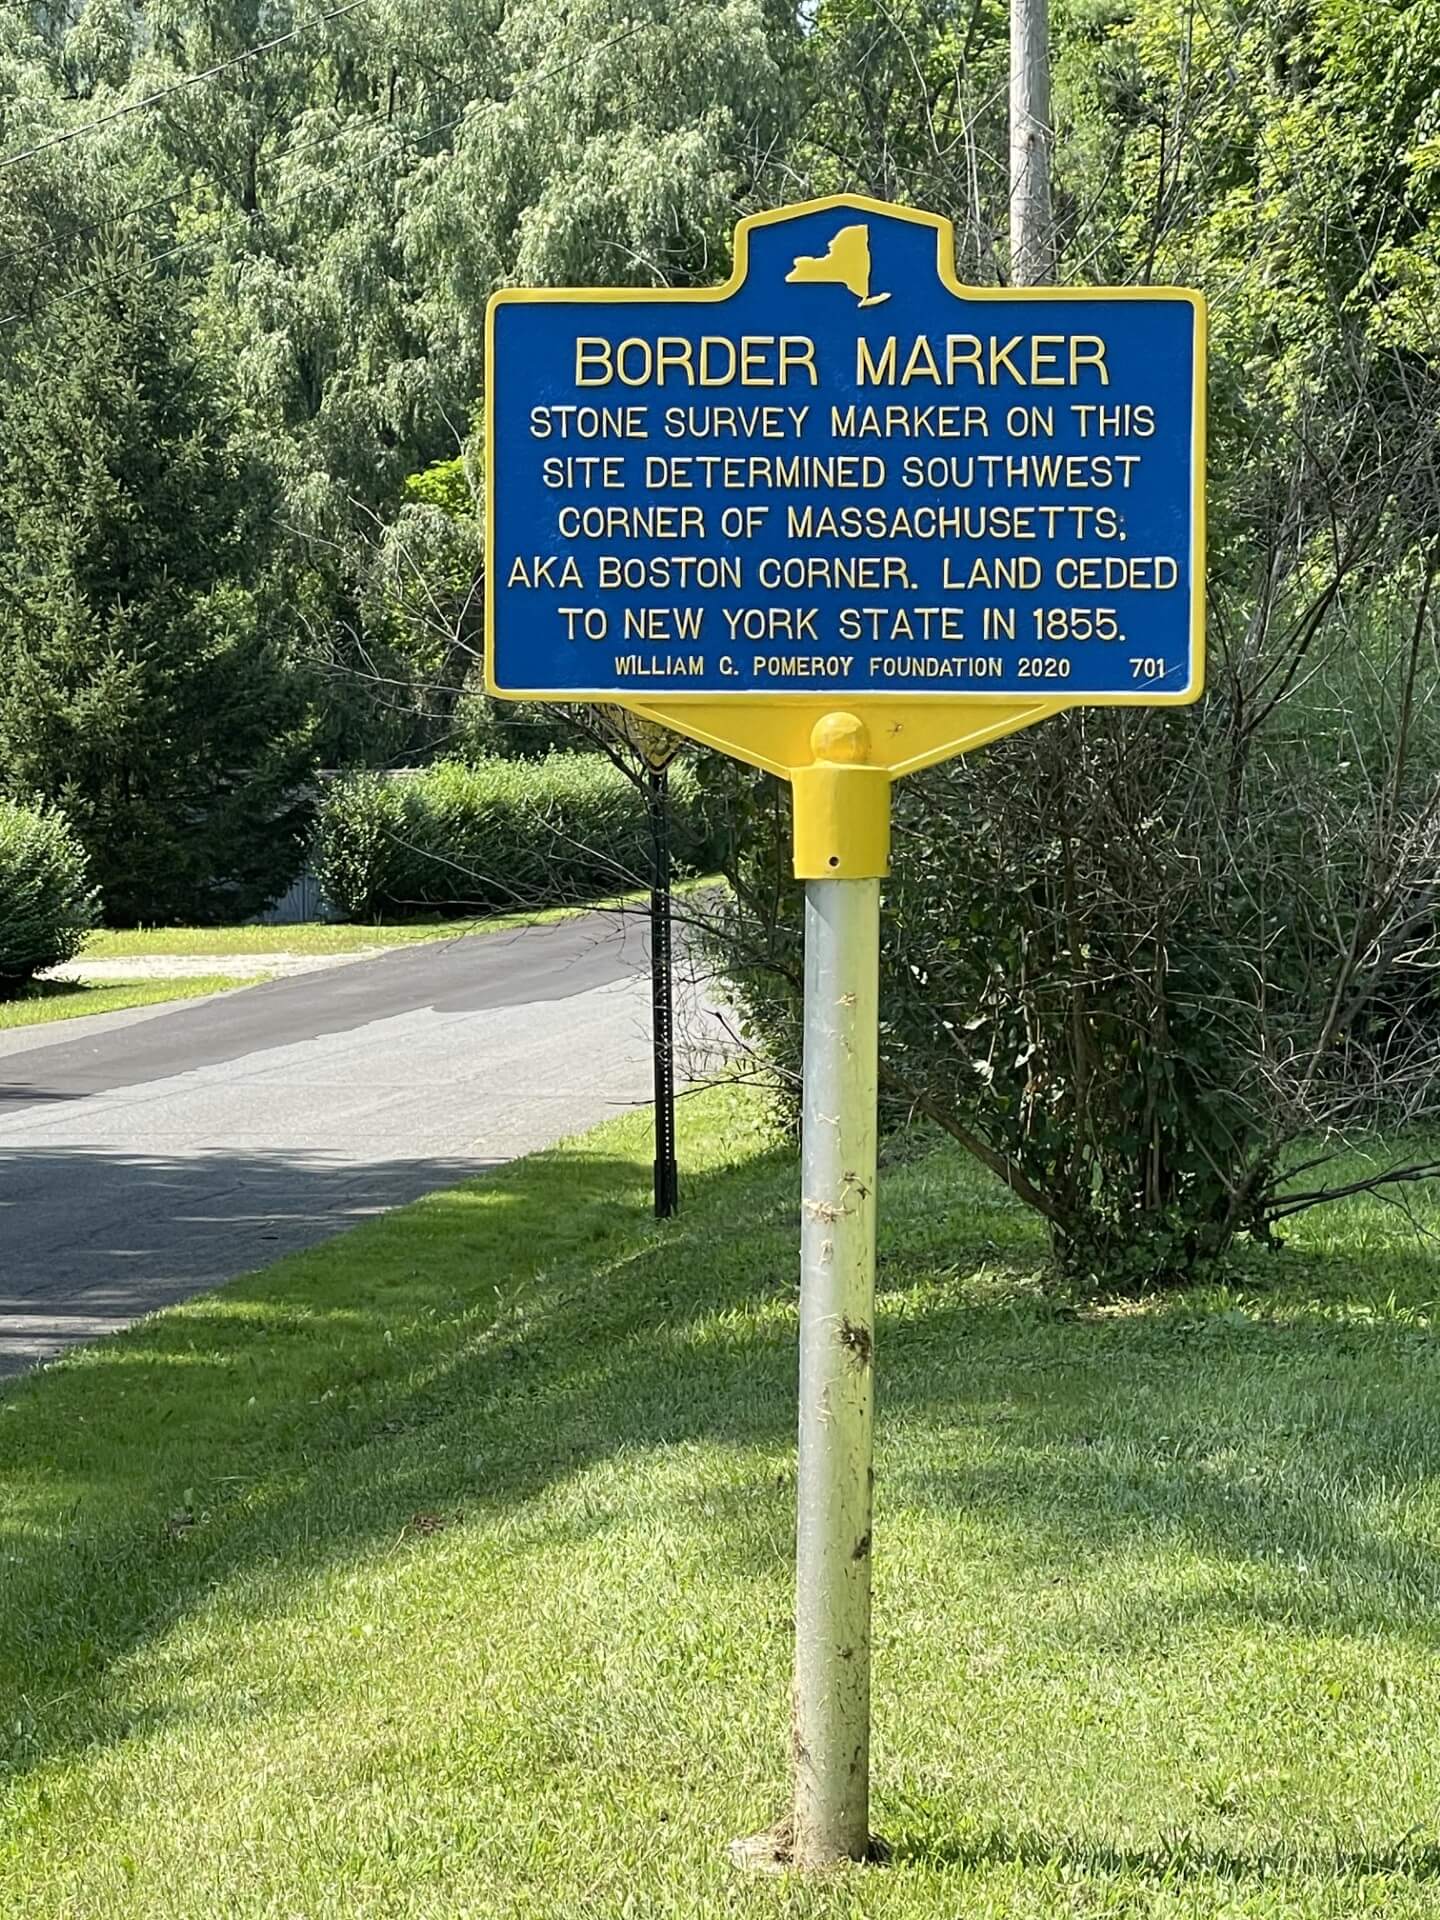 BORDER MARKER
STONE SURVEY MARKER ON THIS
SITE DETERMINED SOUTHWEST
CORNER OF MASSACHUSETTS,
AKA BOSTON CORNER. LAND CEDED
TO NEW YORK STATE IN 1855.
WILLIAM G. POMEROY FOUNDATION 2020 701